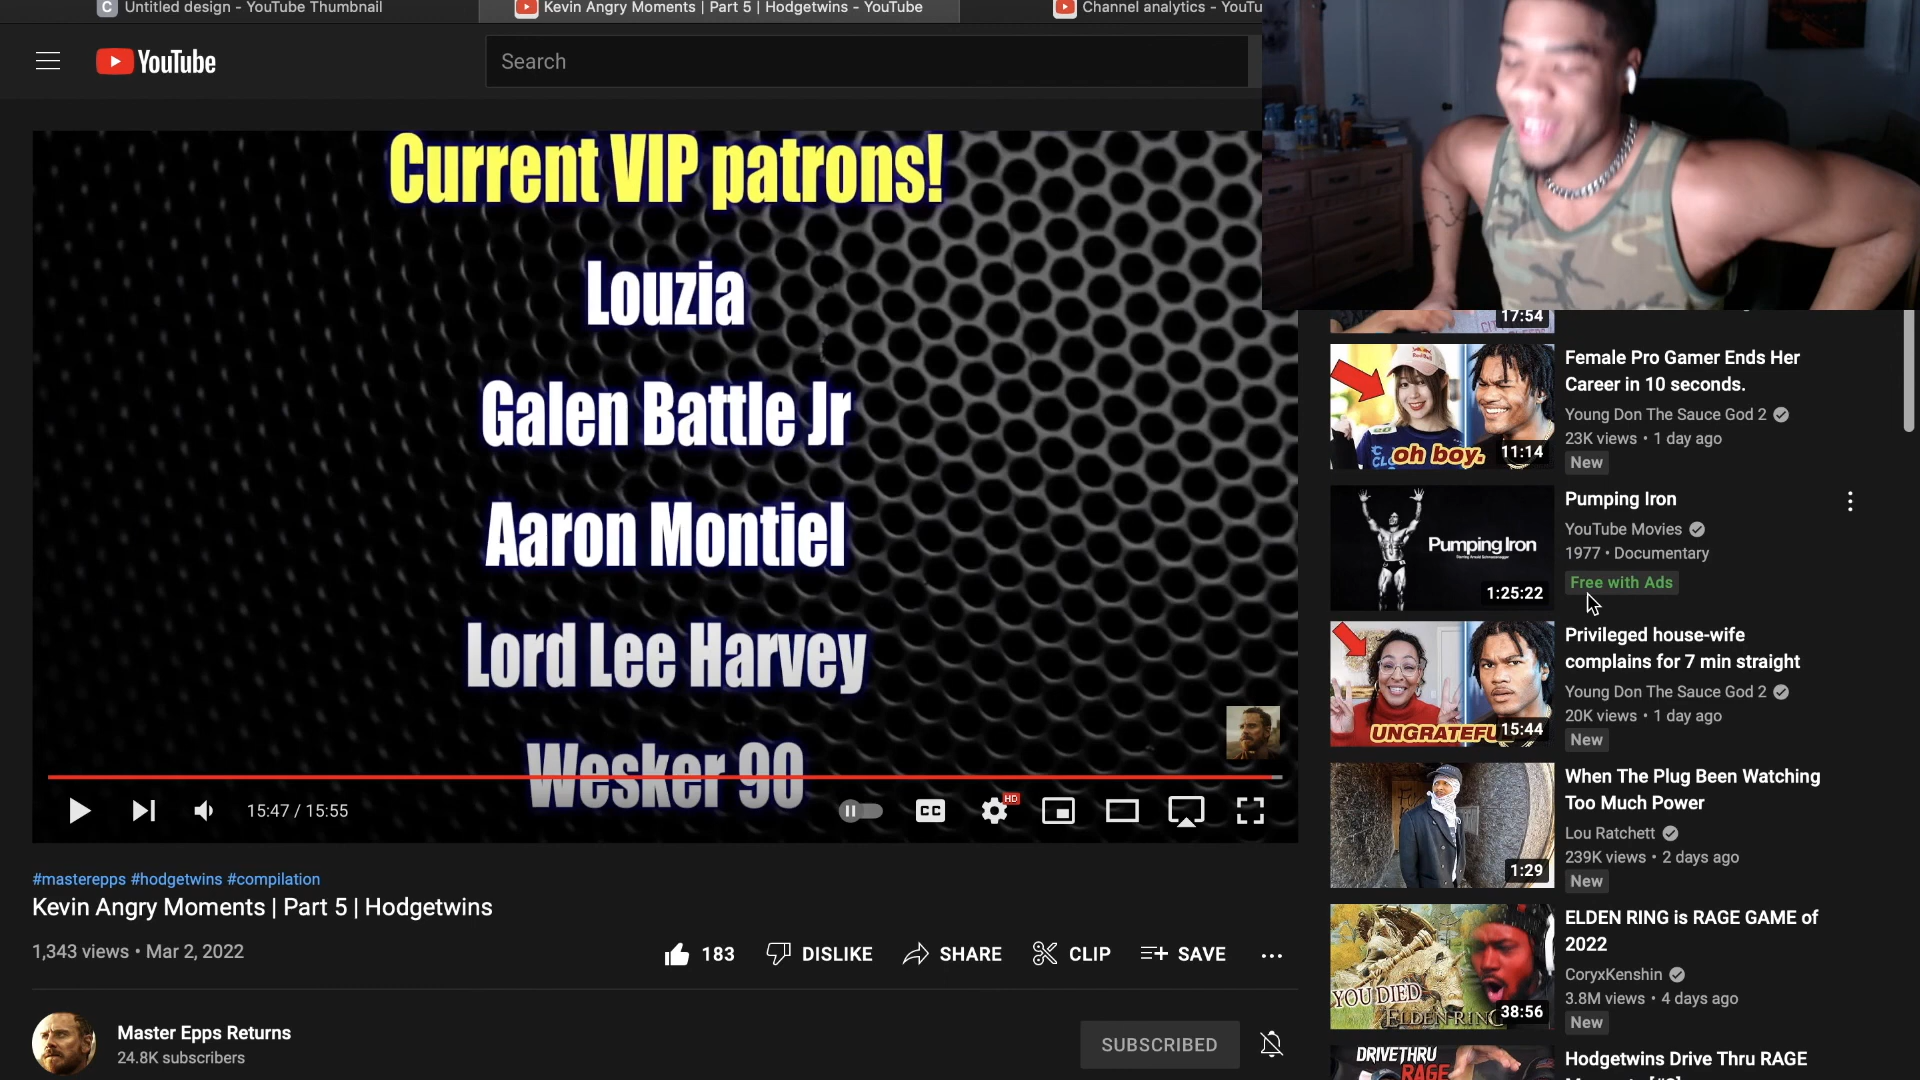 Untitled design - YouTube Thumbnail
Kevin Angry Moments | Part 5 | Hodgetwins - YouTube
Channel analytics - YouTu
YouTube
Search
Current VIP patrons!
Louzia
Galen Battle Jr
Aaron Montiel
Lord Lee Harvey
Wesker 90
15:47 / 15:55
CC
HD
#masterepps #hodgetwins #compilation
Kevin Angry Moments | Part 5 | Hodgetwins
1,343 views • Mar 2, 2022
183
DISLIKE
SHARE
CLIP
SAVE
Master Epps Returns
24.8K subscribers
SUBSCRIBED
17:54
oh boy.
11:14
Female Pro Gamer Ends Her
Career in 10 seconds.
Young Don The Sauce God 2
23K views • 1 day ago
New
Pumping Iron
1:25:22
Pumping Iron
YouTube Movies
1977 • Documentary
Free with Ads
UNGRATEFU
15:44
Privileged house-wife
complains for 7 min straight
Young Don The Sauce God 2
20K views • 1 day ago
New
1:29
When The Plug Been Watching
Too Much Power
Lou Ratchett
239K views • 2 days ago
New
YOU DIED
ELDEN RING
38:56
ELDEN RING is RAGE GAME of
2022
CoryxKenshin
3.8M views • 4 days ago
New
DRIVE THRU
RAGE
Hodgetwins Drive Thru RAGE